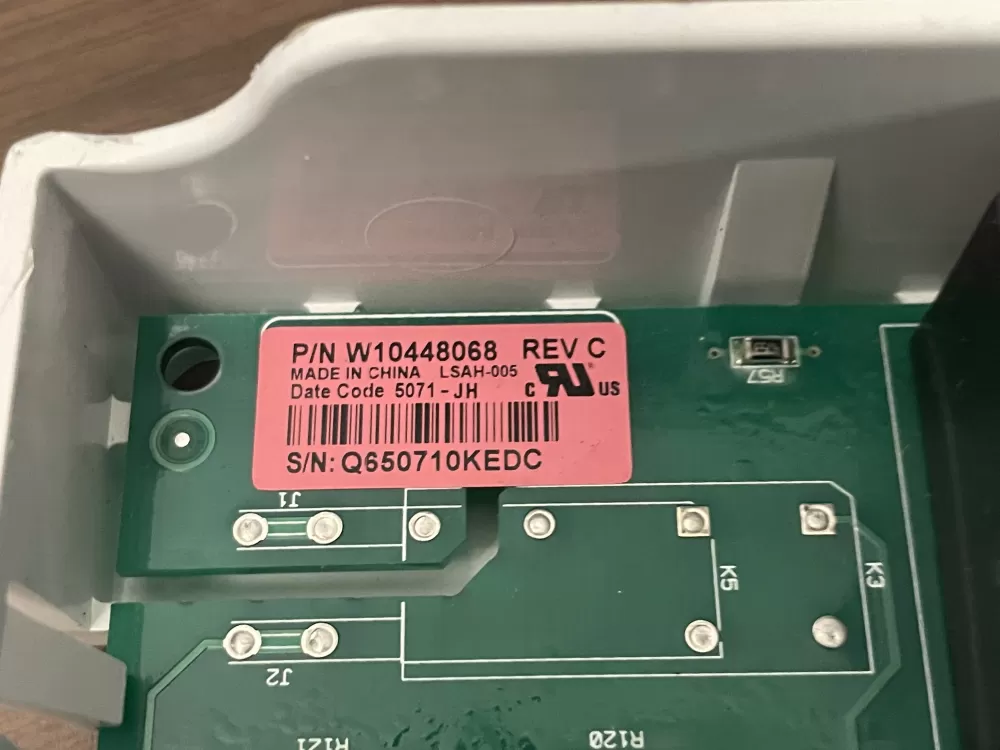 P/N W10448068 REV C
MADE IN CHINA LSAH-005
Date Code 5071-JH
C RU US
S/N: Q650710KEDC
R57
J1
K5
K3
J2
R121
R120